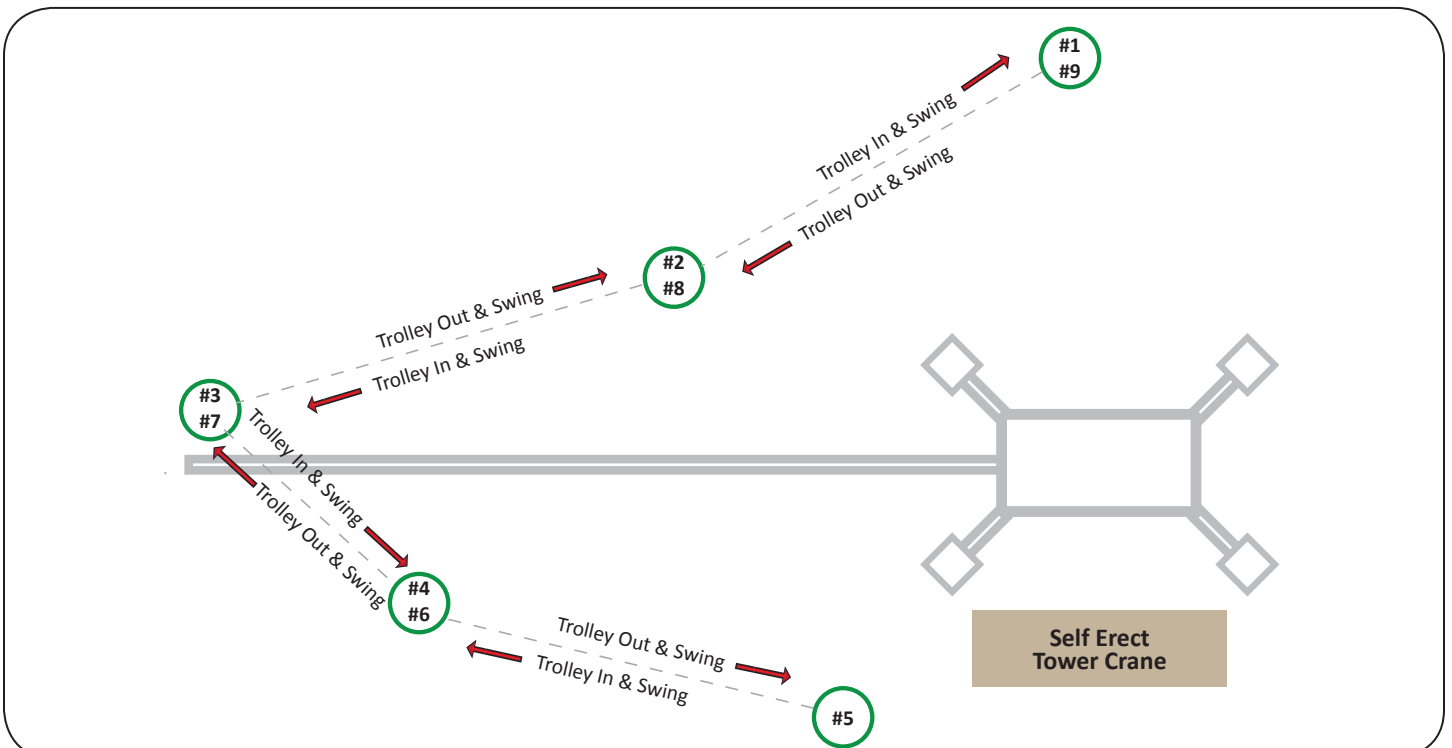 #1
#9
Trolley In & Swing
Trolley Out & Swing
#2
#8
Trolley Out & Swing
Trolley In & Swing
#3
#7
Trolley In & Swing
Trolley Out & Swing
#4
#6
Trolley Out & Swing
Trolley In & Swing
#5
Self Erect
Tower Crane